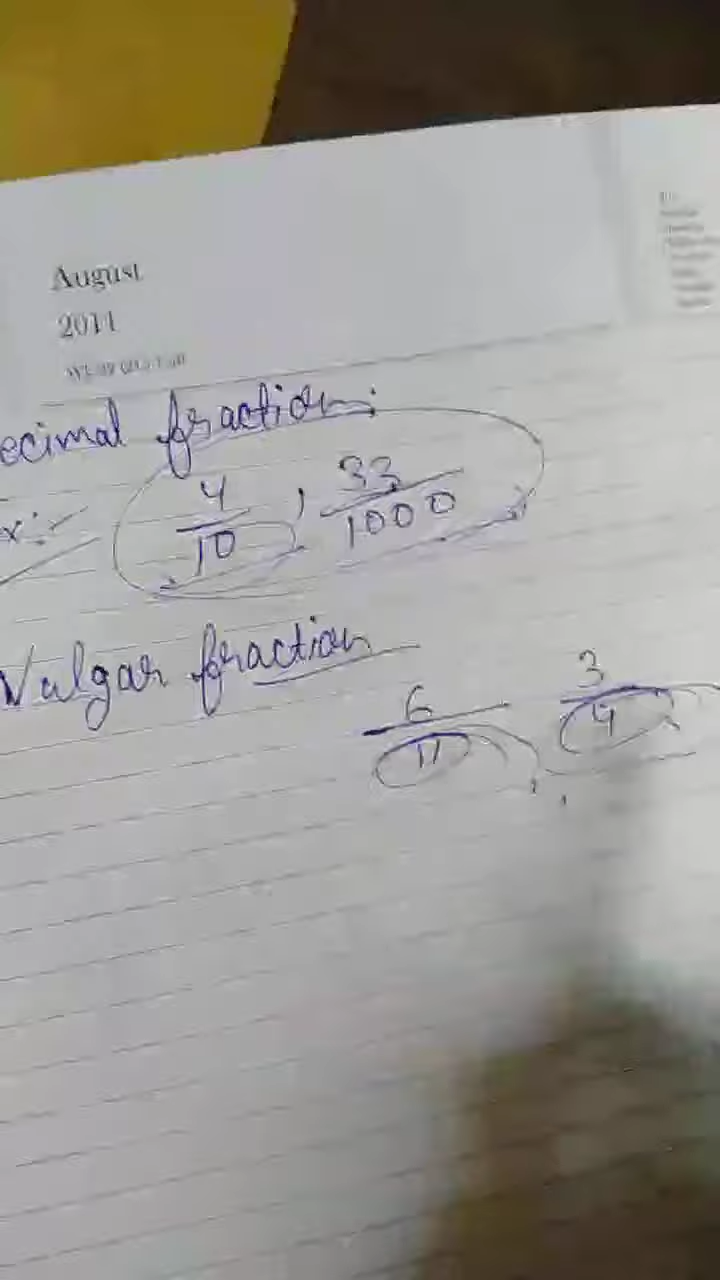 August
2011
ecimal fraction:
x:- 4/10 , 33/1000
Vulgar fraction
6/11 , 3/4